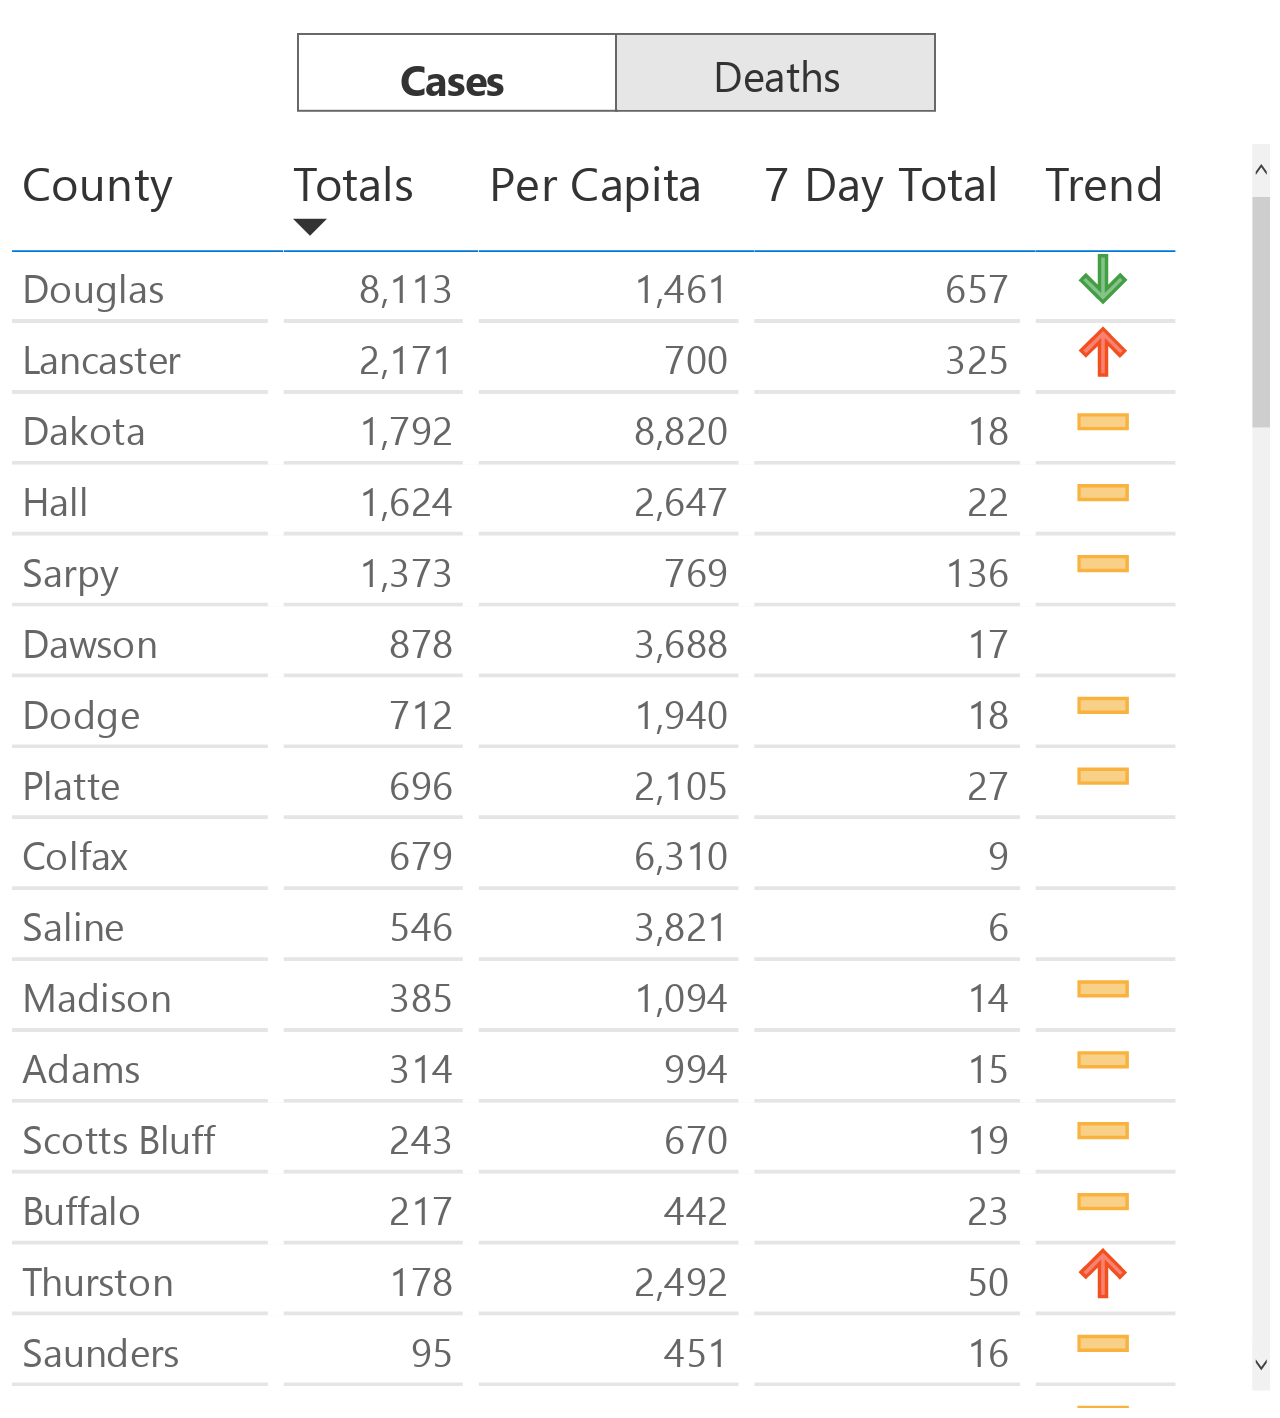 Cases Deaths
County Totals Per Capita 7 Day Total Trend
Douglas 8,113 1,461 657
Lancaster 2,171 700 325
Dakota 1,792 8,820 18
Hall 1,624 2,647 22
Sarpy 1,373 769 136
Dawson 878 3,688 17
Dodge 712 1,940 18
Platte 696 2,105 27
Colfax 679 6,310 9
Saline 546 3,821 6
Madison 385 1,094 14
Adams 314 994 15
Scotts Bluff 243 670 19
Buffalo 217 442 23
Thurston 178 2,492 50
Saunders 95 451 16